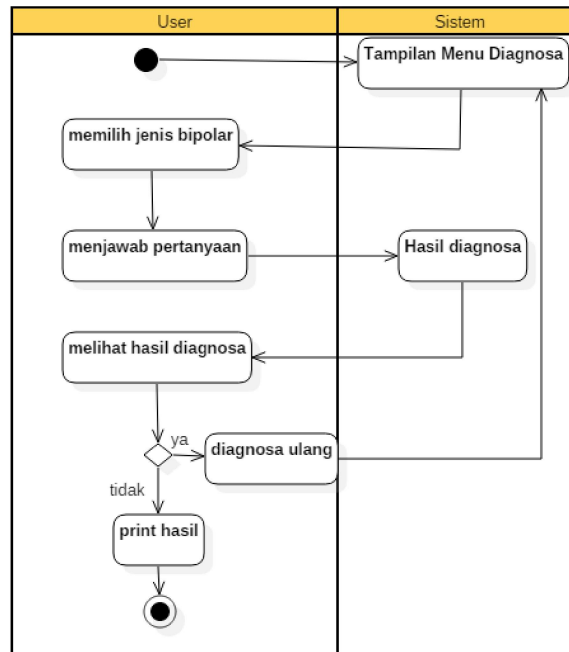 User
Sistem
Tampilan Menu Diagnosa
memilih jenis bipolar
menjawab pertanyaan
Hasil diagnosa
melihat hasil diagnosa
ya
diagnosa ulang
tidak
print hasil